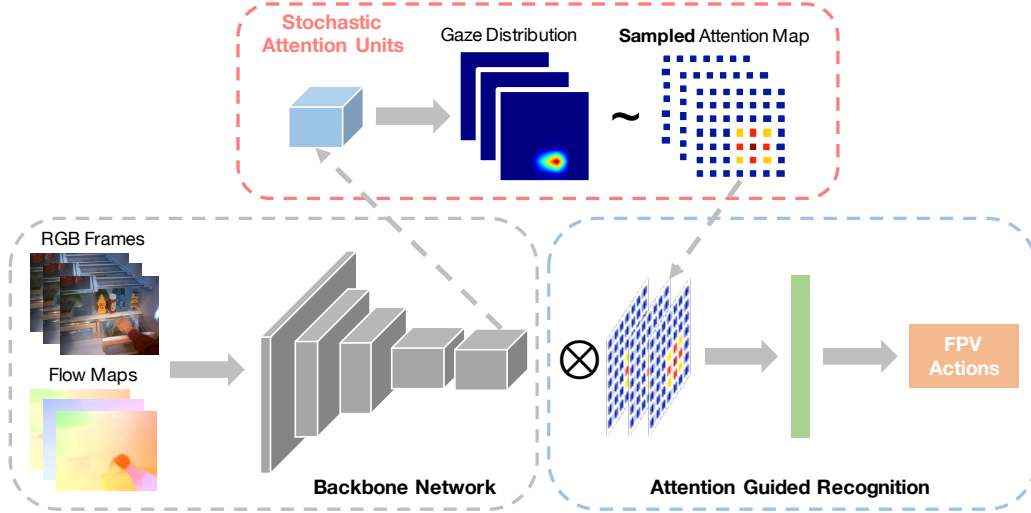 Stochastic
Attention Units
Gaze Distribution
Sampled Attention Map
~
RGB Frames
Flow Maps
Backbone Network
FPV
Actions
Attention Guided Recognition